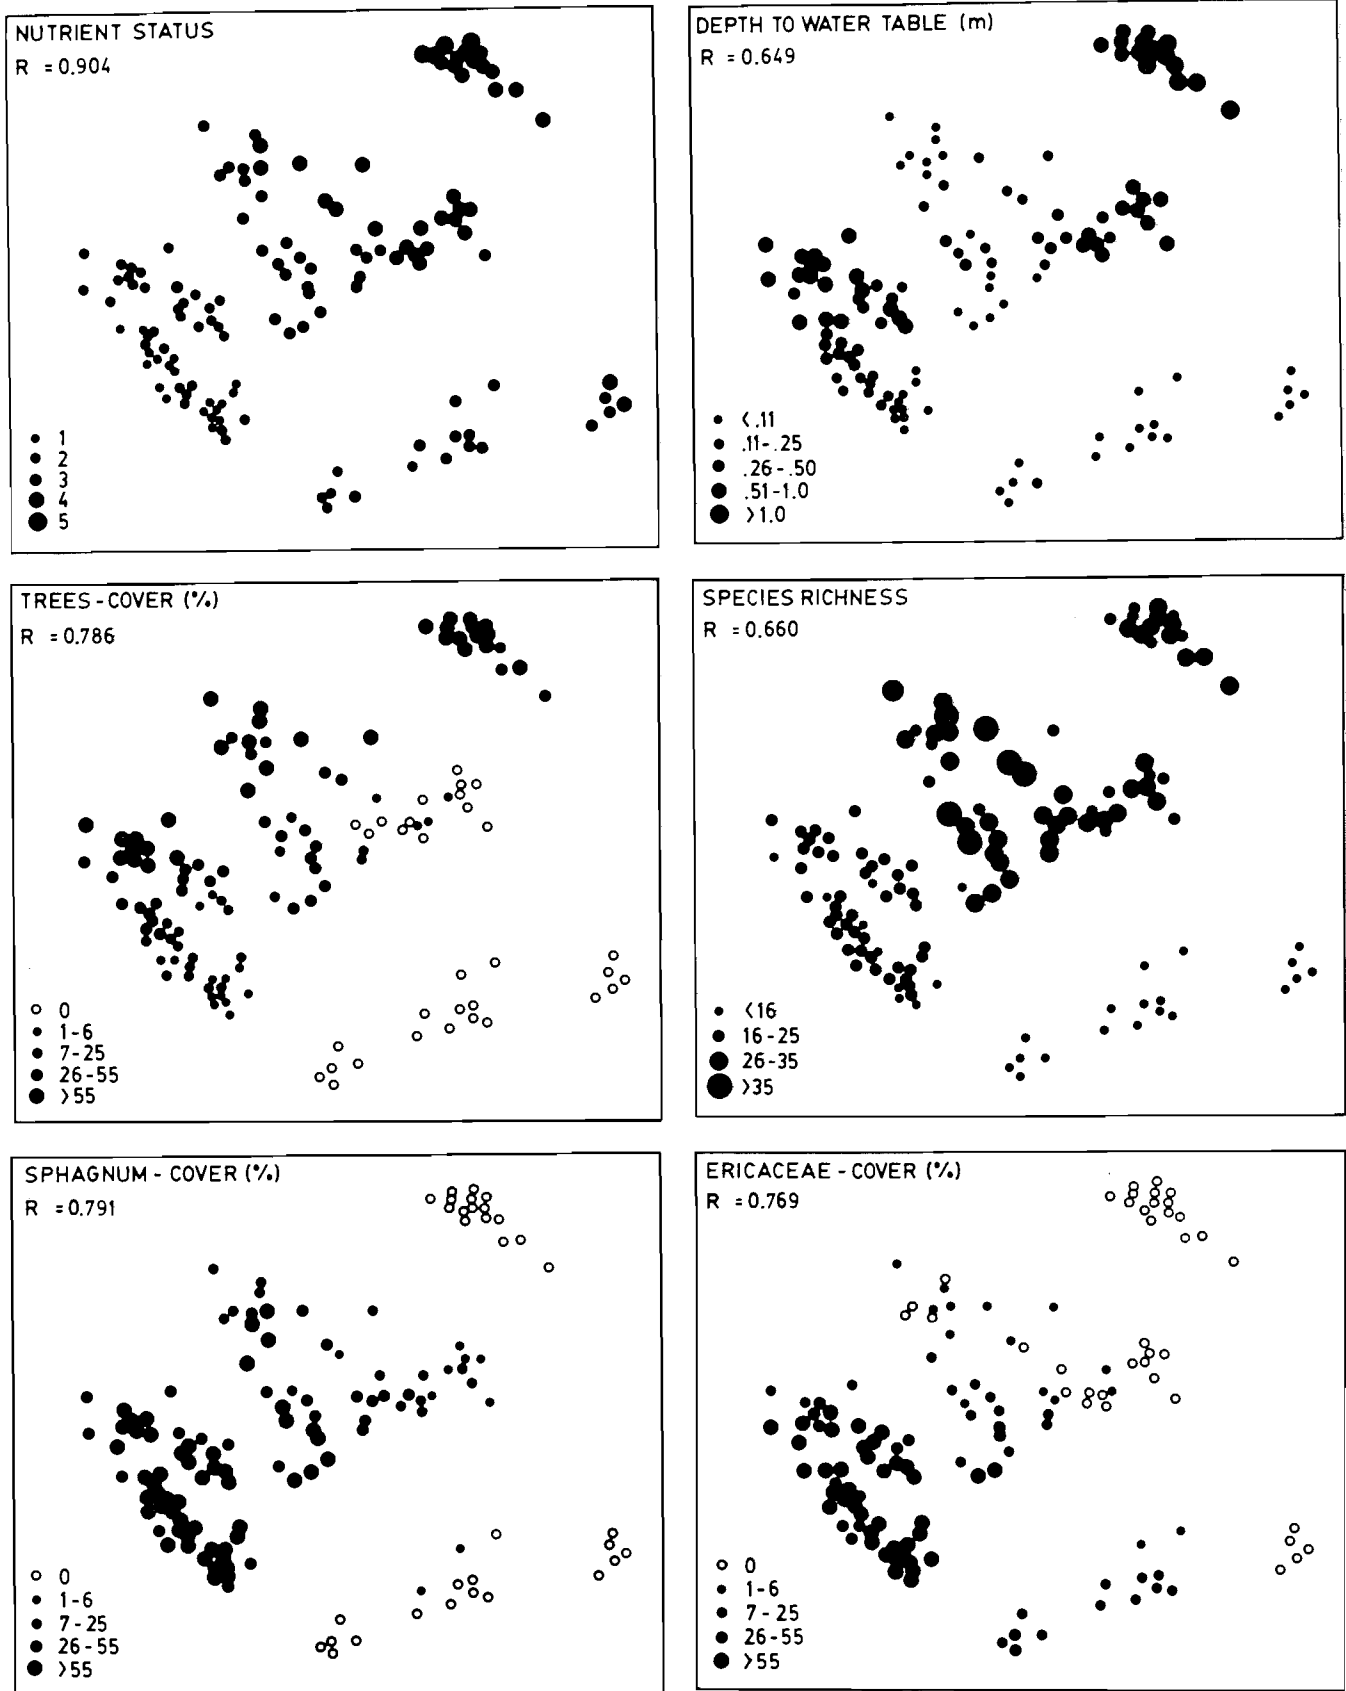 NUTRIENT STATUS
R = 0.904
1
2
3
4
5
DEPTH TO WATER TABLE (m)
R = 0.649
<.11
.11-.25
.26-.50
.51-1.0
>1.0
TREES - COVER (%)
R = 0.786
0
1-6
7-25
26-55
>55
SPECIES RICHNESS
R = 0.660
<16
16-25
26-35
>35
SPHAGNUM - COVER (%)
R = 0.791
0
1-6
7-25
26-55
>55
ERICACEAE - COVER (%)
R = 0.769
0
1-6
7-25
26-55
>55